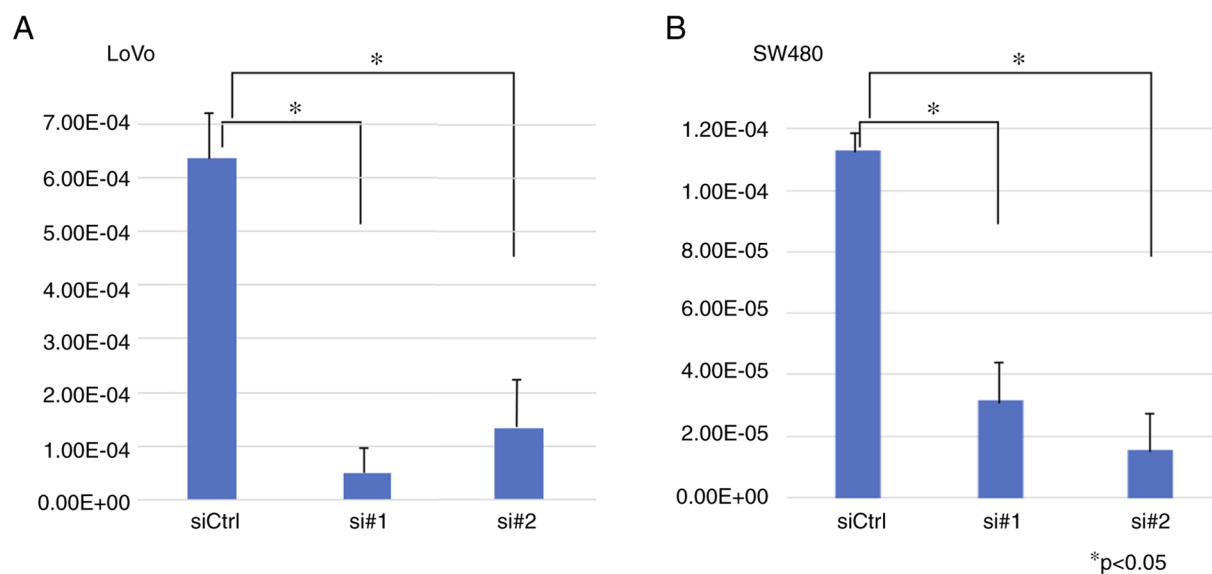 A
LoVo
*
*
7.00E-04
6.00E-04
5.00E-04
4.00E-04
3.00E-04
2.00E-04
1.00E-04
0.00E+00
siCtrl si#1 si#2
B
SW480
*
*
1.20E-04
1.00E-04
8.00E-05
6.00E-05
4.00E-05
2.00E-05
0.00E+00
siCtrl si#1 si#2
*p<0.05